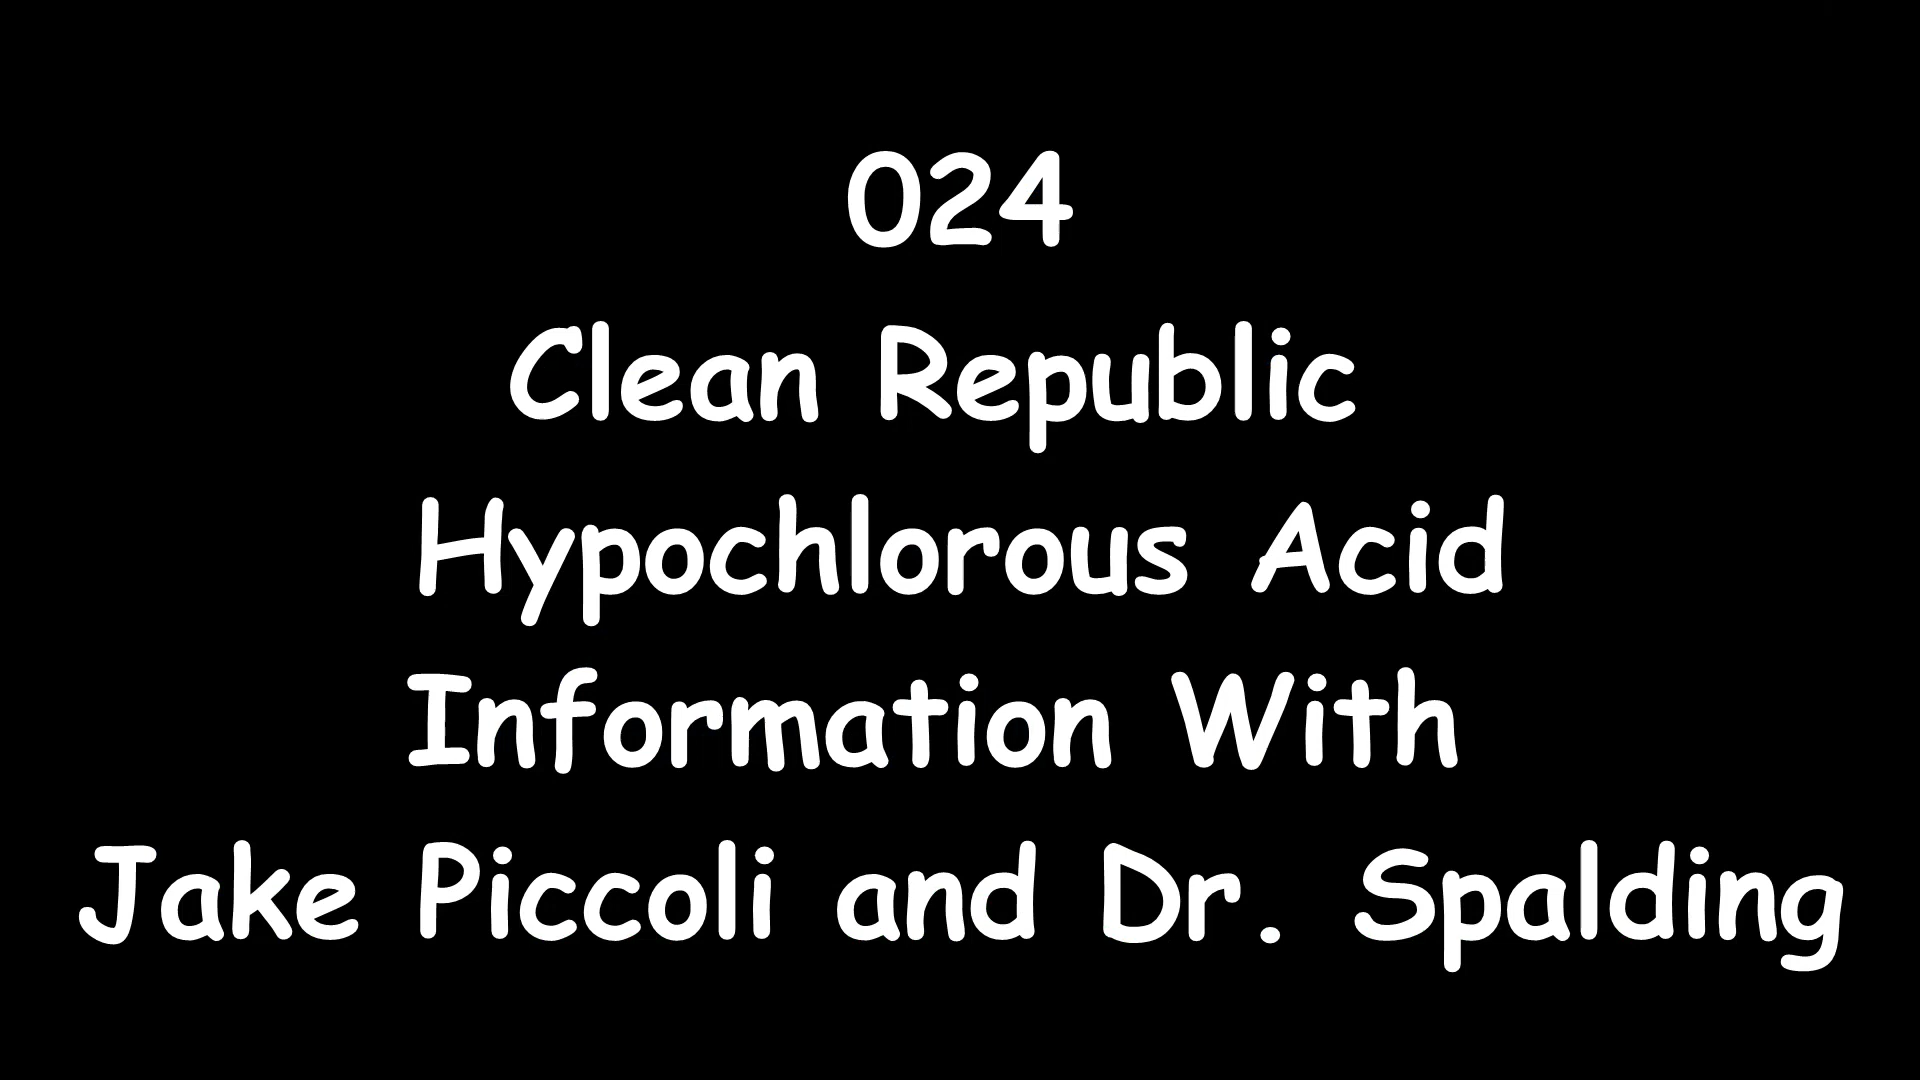 024
Clean Republic
Hypochlorous Acid
Information With
Jake Piccoli and Dr. Spalding